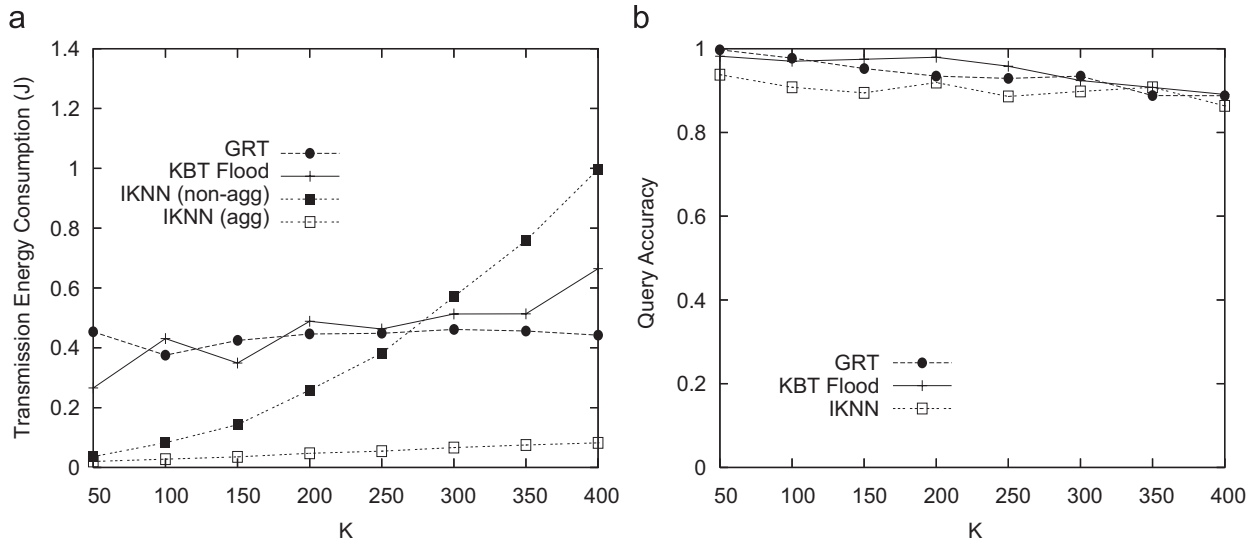 a
Transmission Energy Consumption (J)
1.4
1.2
1
0.8
0.6
0.4
0.2
0
GRT
KBT Flood
IKNN (non-agg)
IKNN (agg)
50 100 150 200 250 300 350 400
K
b
Query Accuracy
1
0.8
0.6
0.4
0.2
0
GRT
KBT Flood
IKNN
50 100 150 200 250 300 350 400
K